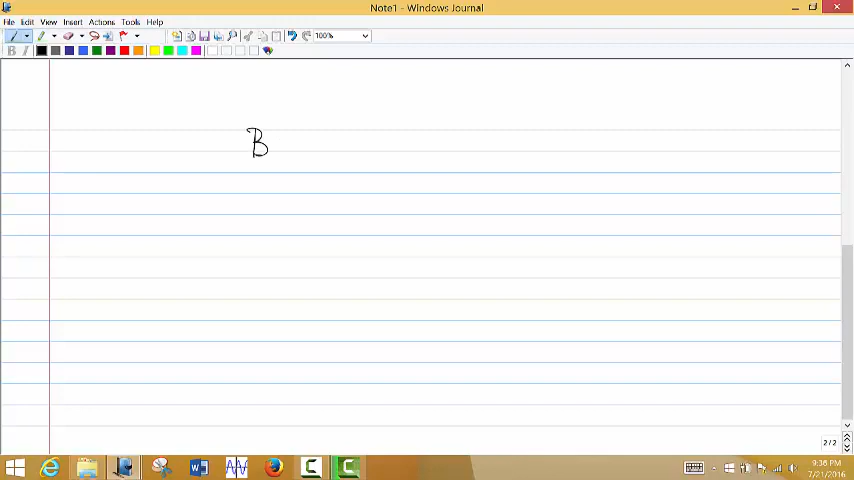 Note1 - Windows Journal
File Edit View Insert Actions Tools Help
100%
B I
B
2/2
W
9:36 PM
7/21/2016